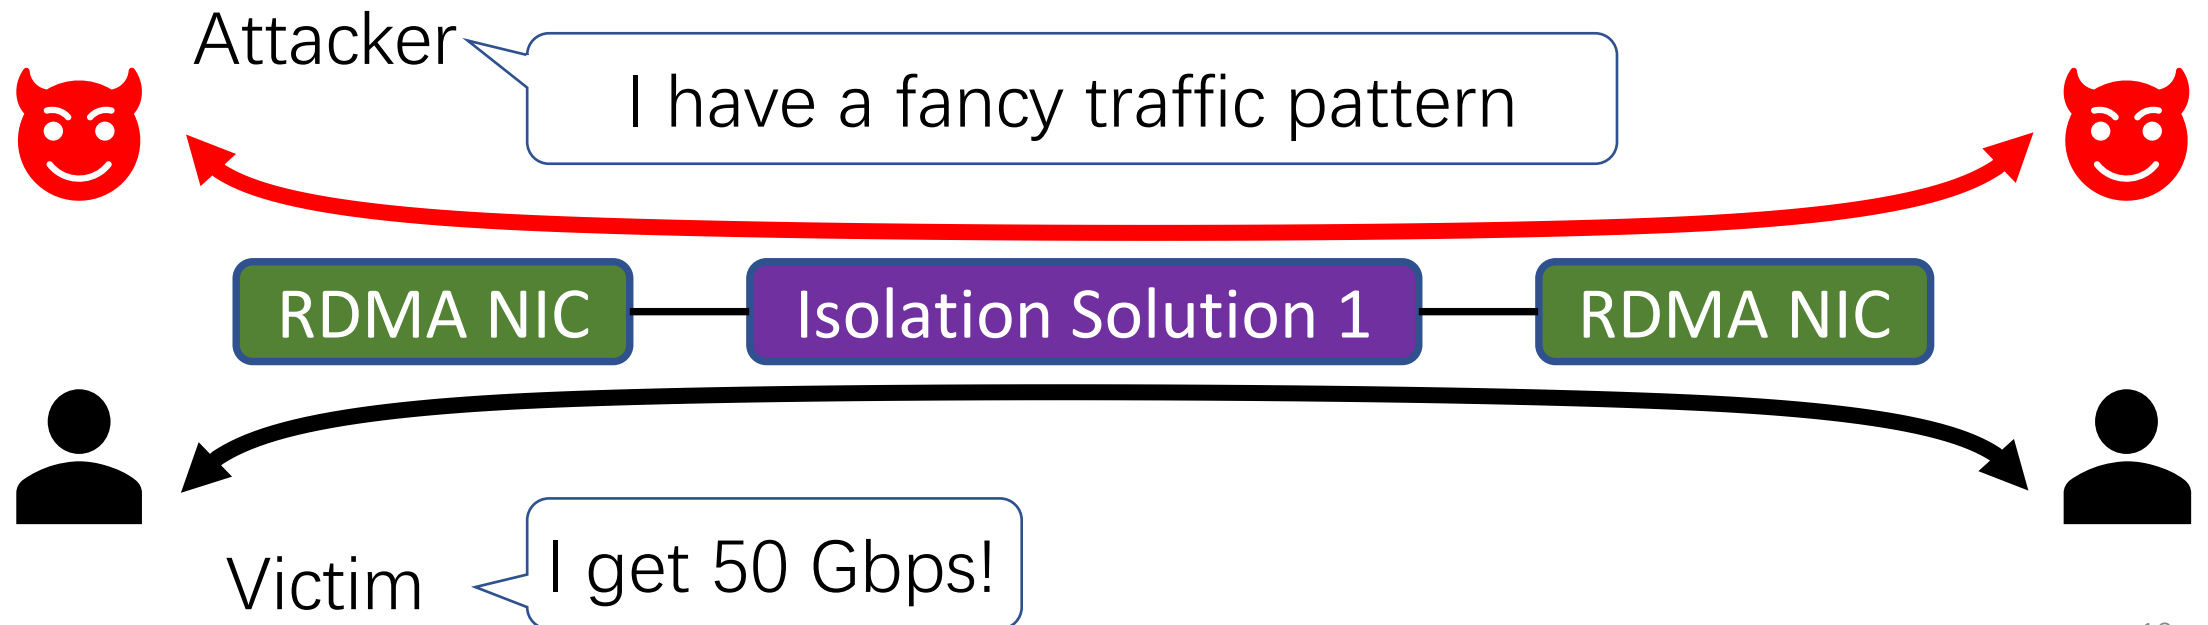 Attacker
I have a fancy traffic pattern
RDMA NIC
Isolation Solution 1
RDMA NIC
I get 50 Gbps!
Victim